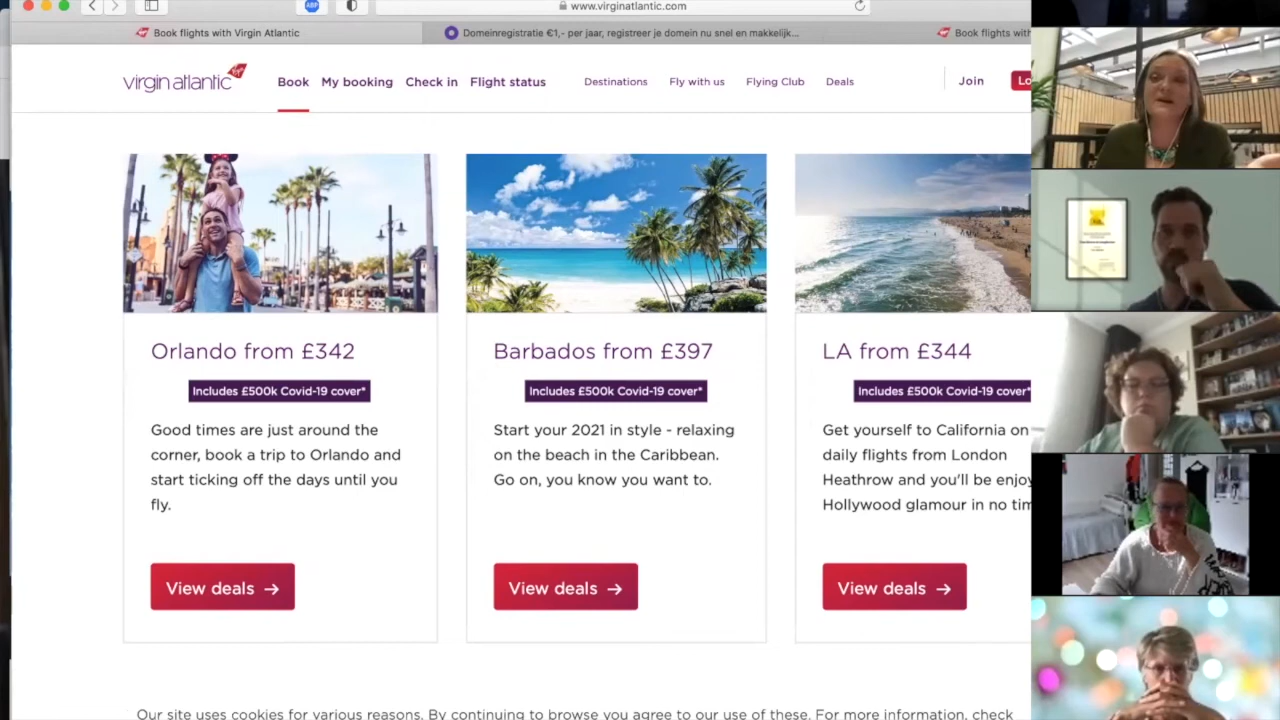 www.virginatlantic.com
ABP
Book flights with Virgin Atlantic
Domeinregistratie €1,- per jaar, registreer je domein nu snel en makkelijk...
Book flights with
virgin atlantic
Book
My booking
Check in
Flight status
Destinations
Fly with us
Flying Club
Deals
Join
Lo
Orlando from £342
Includes £500k Covid-19 cover*
Good times are just around the
corner, book a trip to Orlando and
start ticking off the days until you
fly.
View deals →
Barbados from £397
Includes £500k Covid-19 cover*
Start your 2021 in style - relaxing
on the beach in the Caribbean.
Go on, you know you want to.
View deals →
LA from £344
Includes £500k Covid-19 cover*
Get yourself to California on
daily flights from London
Heathrow and you'll be enjoy
Hollywood glamour in no tim
View deals →
Our site uses cookies for various reasons. By continuing to browse you agree to our use of these. For more information, check